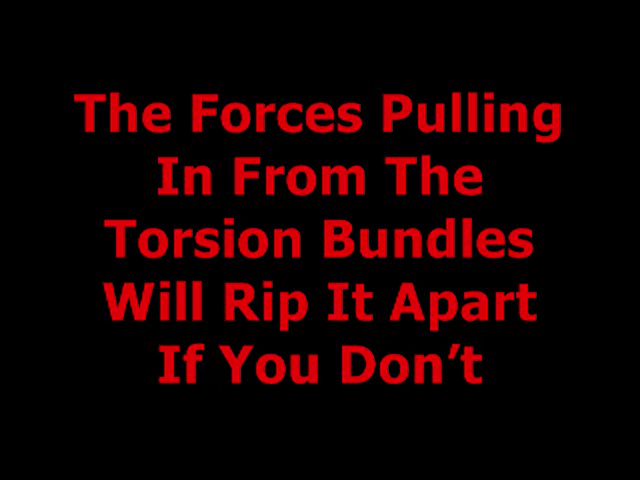 The Forces Pulling
In From The
Torsion Bundles
Will Rip It Apart
If You Don’t